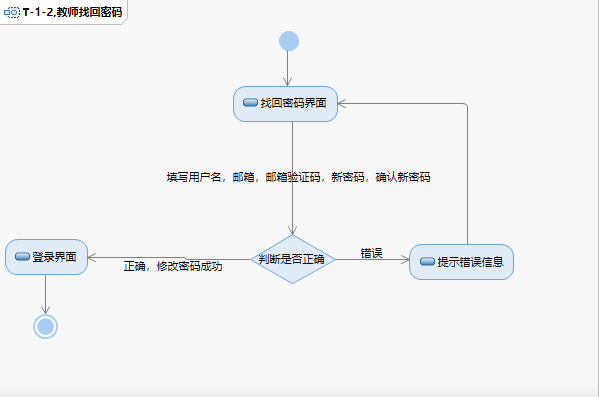 T-1-2,教师找回密码
找回密码界面
填写用户名，邮箱，邮箱验证码，新密码，确认新密码
登录界面
正确，修改密码成功
判断是否正确
错误
提示错误信息